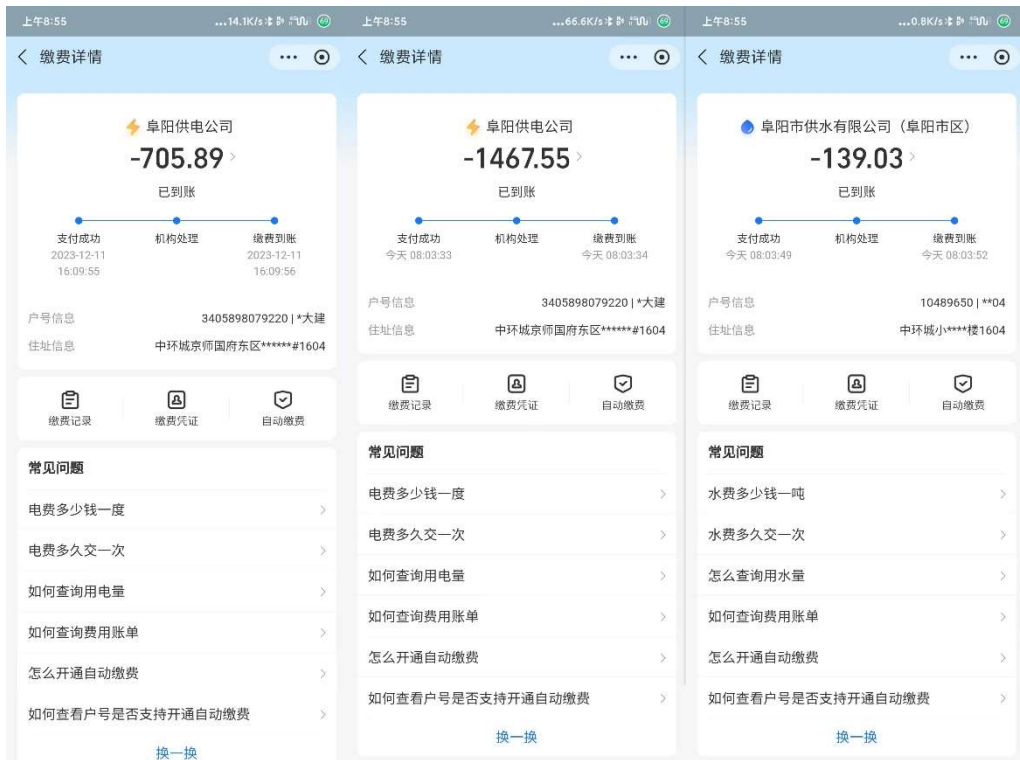 上午8:55
...14.1K/s
69
缴费详情
阜阳供电公司
-705.89
已到账
支付成功
机构处理
缴费到账
2023-12-11
2023-12-11
16:09:55
16:09:56
户号信息
3405898079220 | *大建
住址信息
中环城京师国府东区******#1604
缴费记录
缴费凭证
自动缴费
常见问题
电费多少钱一度
电费多久交一次
如何查询用电量
如何查询费用账单
怎么开通自动缴费
如何查看户号是否支持开通自动缴费
换一换
上午8:55
...66.6K/s
69
缴费详情
阜阳供电公司
-1467.55
已到账
支付成功
机构处理
缴费到账
今天 08:03:33
今天 08:03:34
户号信息
3405898079220 | *大建
住址信息
中环城京师国府东区******#1604
缴费记录
缴费凭证
自动缴费
常见问题
电费多少钱一度
电费多久交一次
如何查询用电量
如何查询费用账单
怎么开通自动缴费
如何查看户号是否支持开通自动缴费
换一换
上午8:55
...0.8K/s
69
缴费详情
阜阳市供水有限公司（阜阳市区）
-139.03
已到账
支付成功
机构处理
缴费到账
今天 08:03:49
今天 08:03:52
户号信息
10489650 | **04
住址信息
中环城小****楼1604
缴费记录
缴费凭证
自动缴费
常见问题
水费多少钱一吨
水费多久交一次
怎么查询用水量
如何查询费用账单
怎么开通自动缴费
如何查看户号是否支持开通自动缴费
换一换